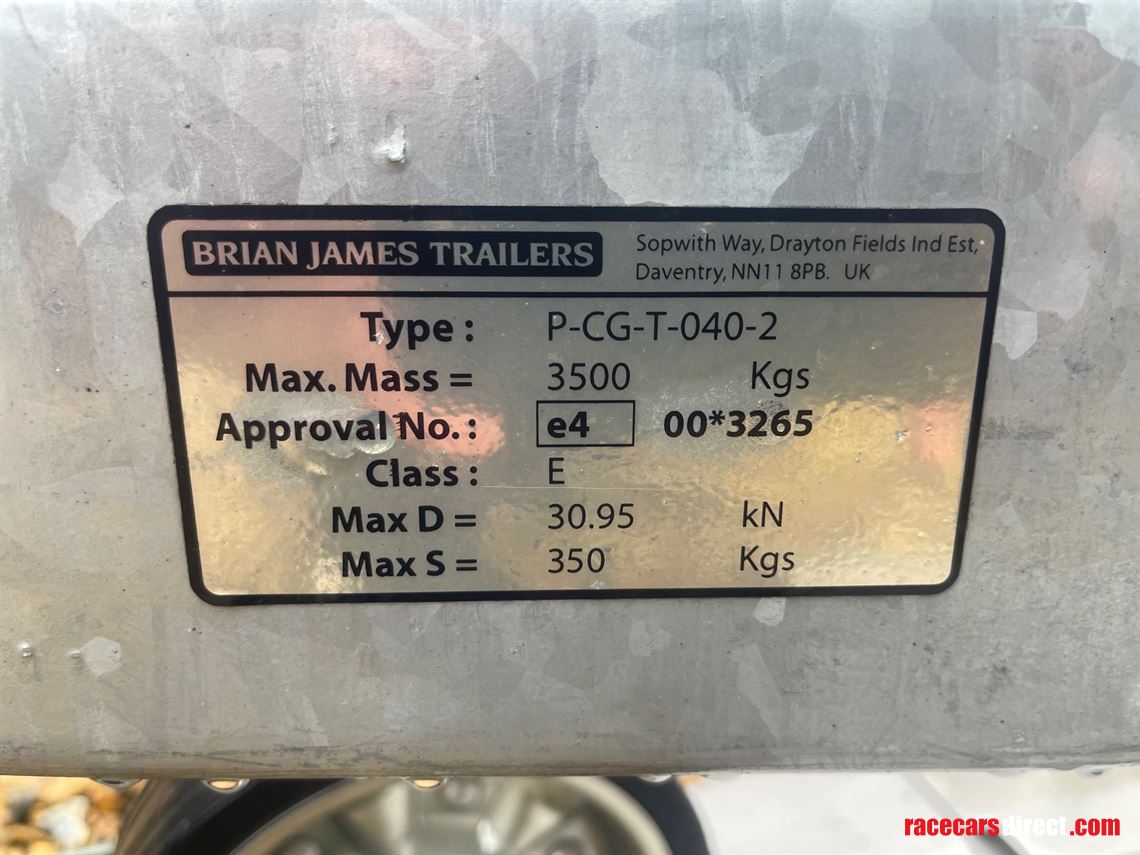 BRIAN JAMES TRAILERS
Sopwith Way, Drayton Fields Ind Est,
Daventry, NN11 8PB. UK
Type : P-CG-T-040-2
Max. Mass = 3500 Kgs
Approval No. : e4 00*3265
Class : E
Max D = 30.95 kN
Max S = 350 Kgs
racecarsdirect.com